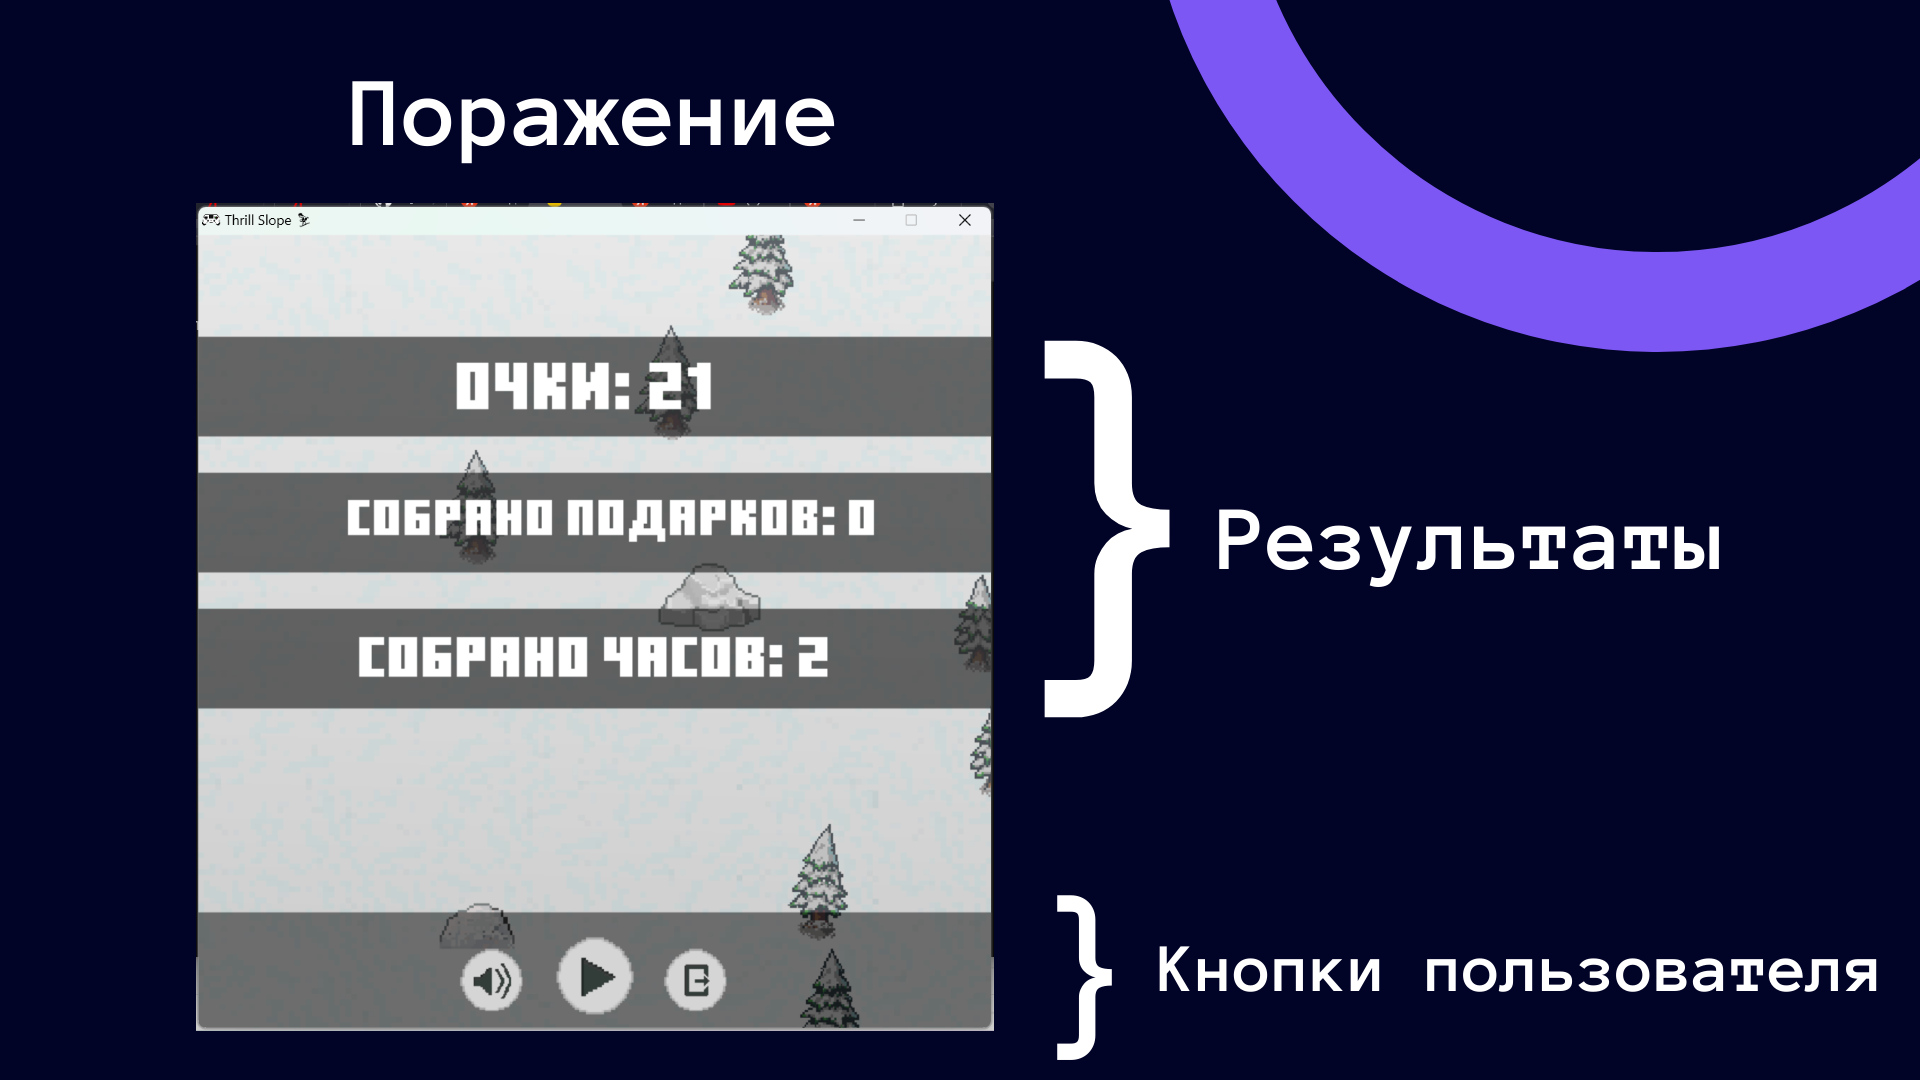 Поражение
Thrill Slope
ОЧКИ: 21
СОБРАНО ПОДАРКОВ: 0
СОБРАНО ЧАСОВ: 2
Результаты
Кнопки пользователя